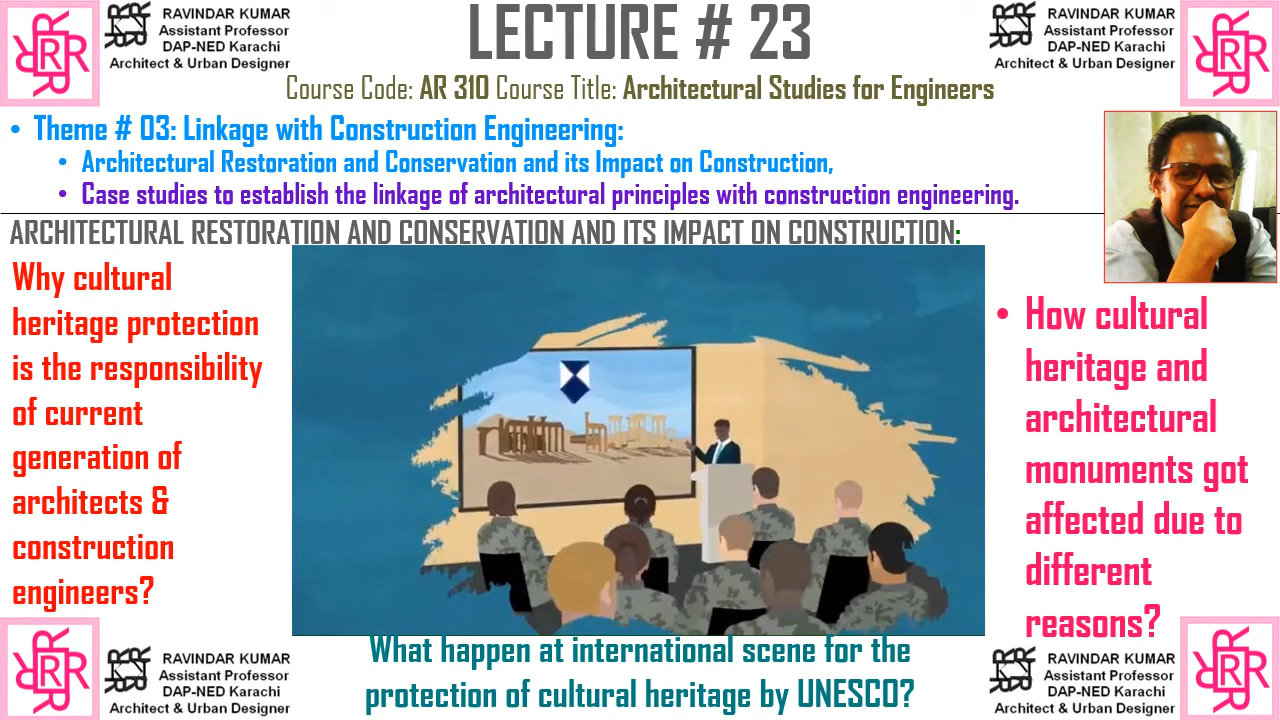 RAVINDAR KUMAR
Assistant Professor
DAP-NED Karachi
Architect & Urban Designer
LECTURE # 23
RAVINDAR KUMAR
Assistant Professor
DAP-NED Karachi
Architect & Urban Designer
Course Code: AR 310 Course Title: Architectural Studies for Engineers
• Theme # 03: Linkage with Construction Engineering:
• Architectural Restoration and Conservation and its Impact on Construction,
• Case studies to establish the linkage of architectural principles with construction engineering.
ARCHITECTURAL RESTORATION AND CONSERVATION AND ITS IMPACT ON CONSTRUCTION:
Why cultural
heritage protection
is the responsibility
of current
generation of
architects &
construction
engineers?
• How cultural
heritage and
architectural
monuments got
affected due to
different
reasons?
What happen at international scene for the
protection of cultural heritage by UNESCO?
RAVINDAR KUMAR
Assistant Professor
DAP-NED Karachi
Architect & Urban Designer
RAVINDAR KUMAR
Assistant Professor
DAP-NED Karachi
Architect & Urban Designer